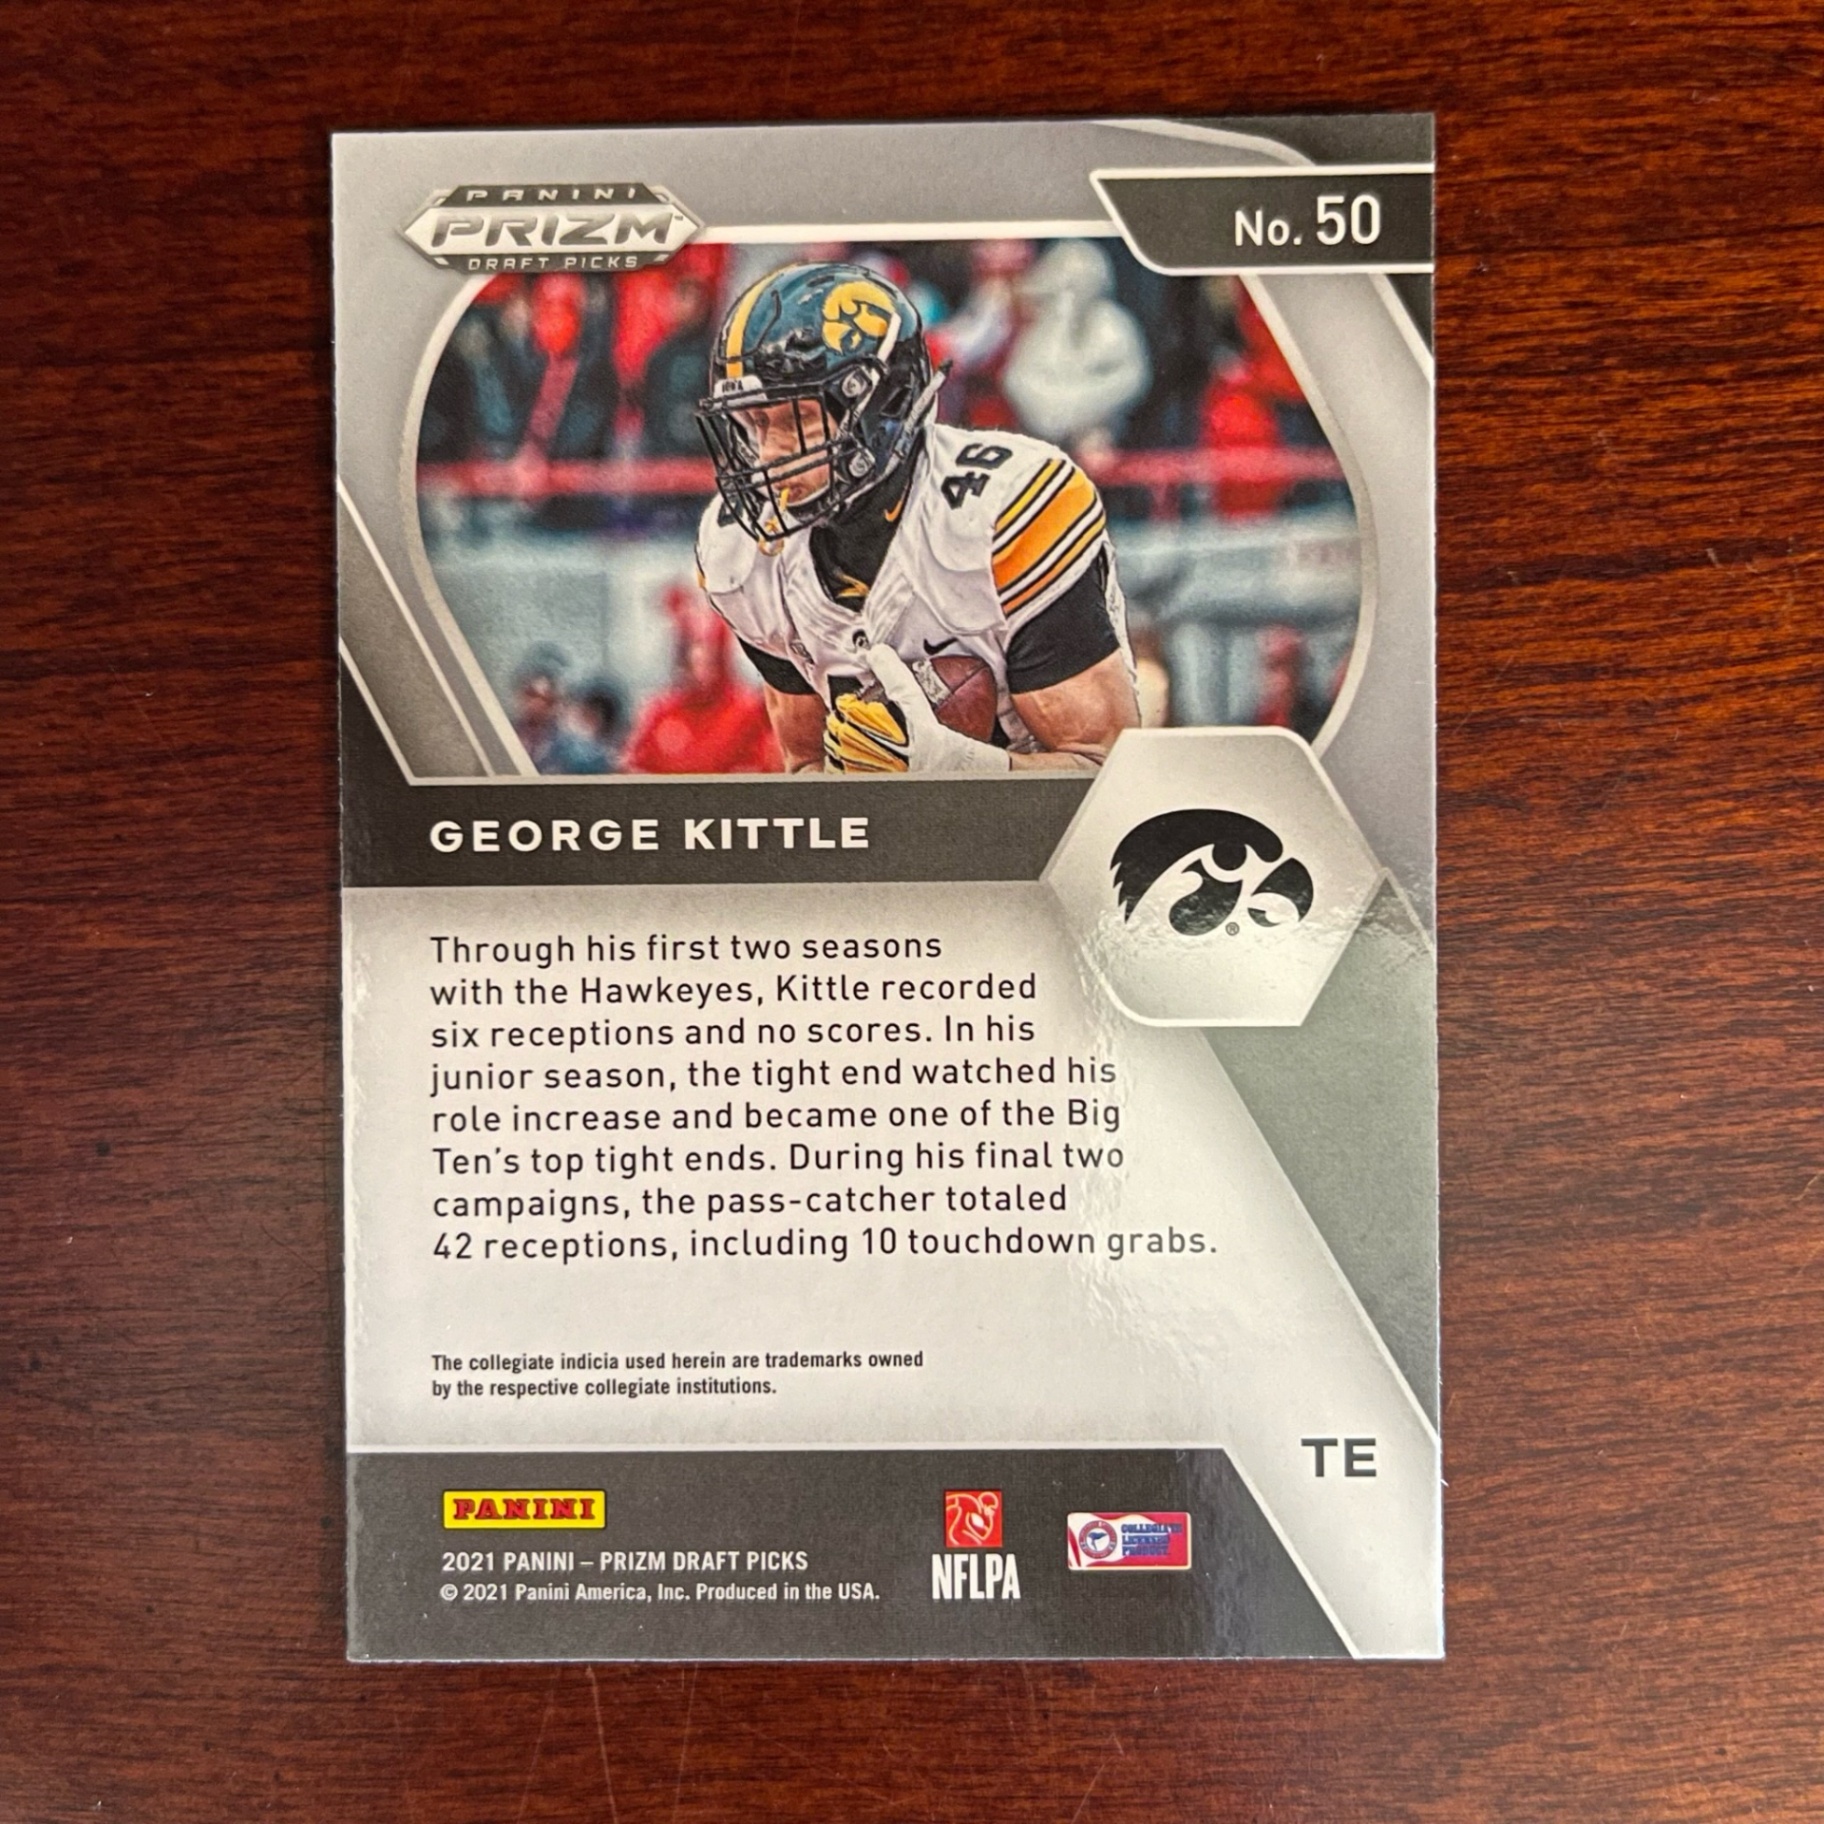 PANINI
PRIZM
DRAFT PICKS
No. 50
IOWA
46
GEORGE KITTLE
®
Through his first two seasons
with the Hawkeyes, Kittle recorded
six receptions and no scores. In his
junior season, the tight end watched his
role increase and became one of the Big
Ten's top tight ends. During his final two
campaigns, the pass-catcher totaled
42 receptions, including 10 touchdown grabs.
The collegiate indicia used herein are trademarks owned
by the respective collegiate institutions.
TE
PANINI
2021 PANINI – PRIZM DRAFT PICKS
© 2021 Panini America, Inc. Produced in the USA.
NFLPA
COLLEGIATE
LICENSED
PRODUCT